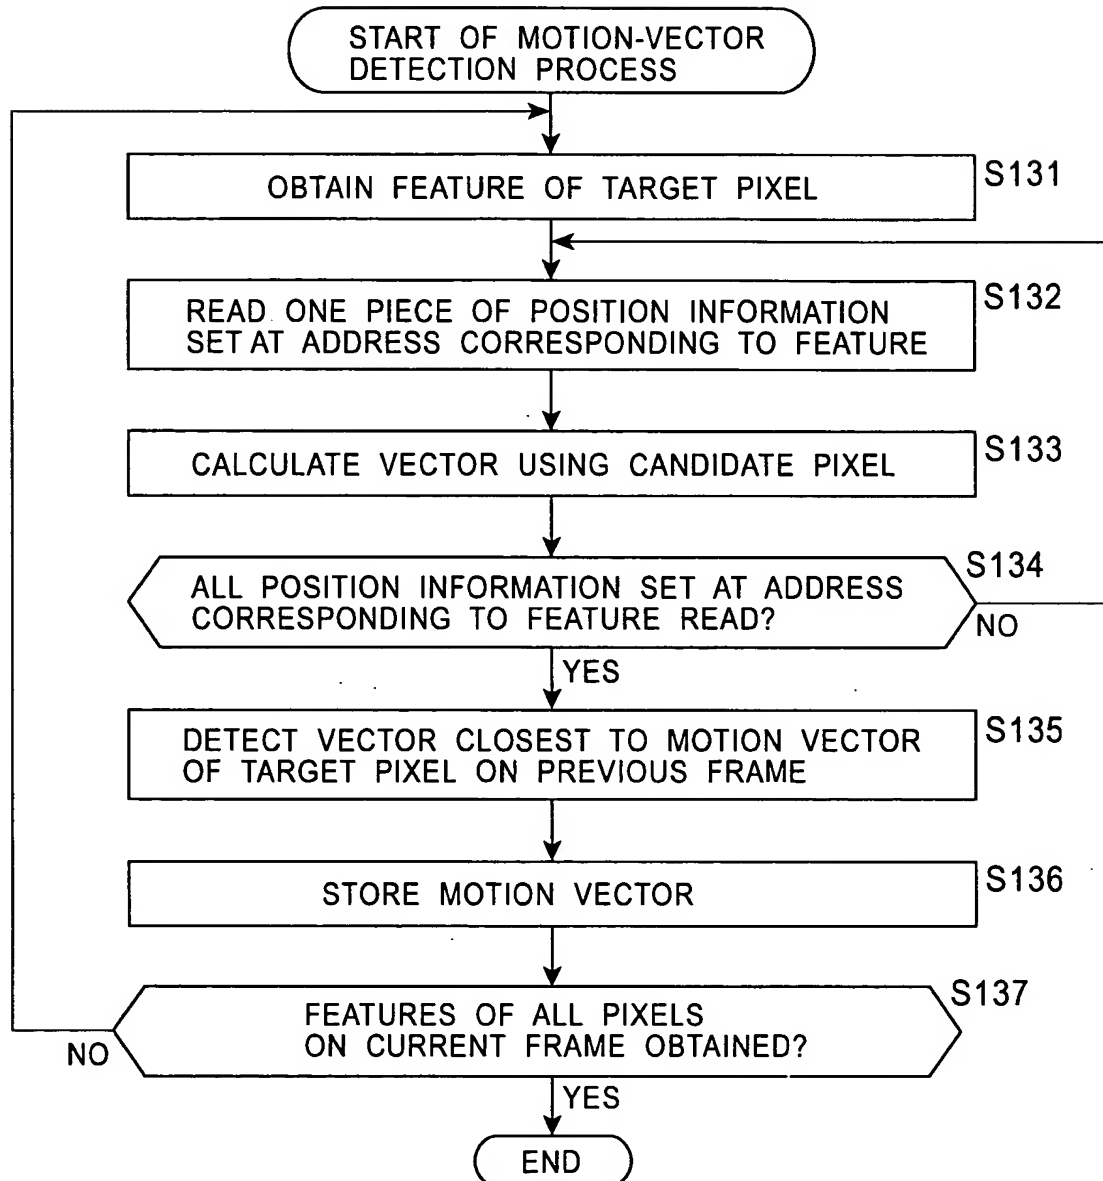 START OF MOTION-VECTOR
DETECTION PROCESS
OBTAIN FEATURE OF TARGET PIXEL
S131
READ ONE PIECE OF POSITION INFORMATION
SET AT ADDRESS CORRESPONDING TO FEATURE
S132
CALCULATE VECTOR USING CANDIDATE PIXEL
S133
ALL POSITION INFORMATION SET AT ADDRESS
CORRESPONDING TO FEATURE READ?
S134
NO
YES
DETECT VECTOR CLOSEST TO MOTION VECTOR
OF TARGET PIXEL ON PREVIOUS FRAME
S135
STORE MOTION VECTOR
S136
FEATURES OF ALL PIXELS
ON CURRENT FRAME OBTAINED?
S137
NO
YES
END